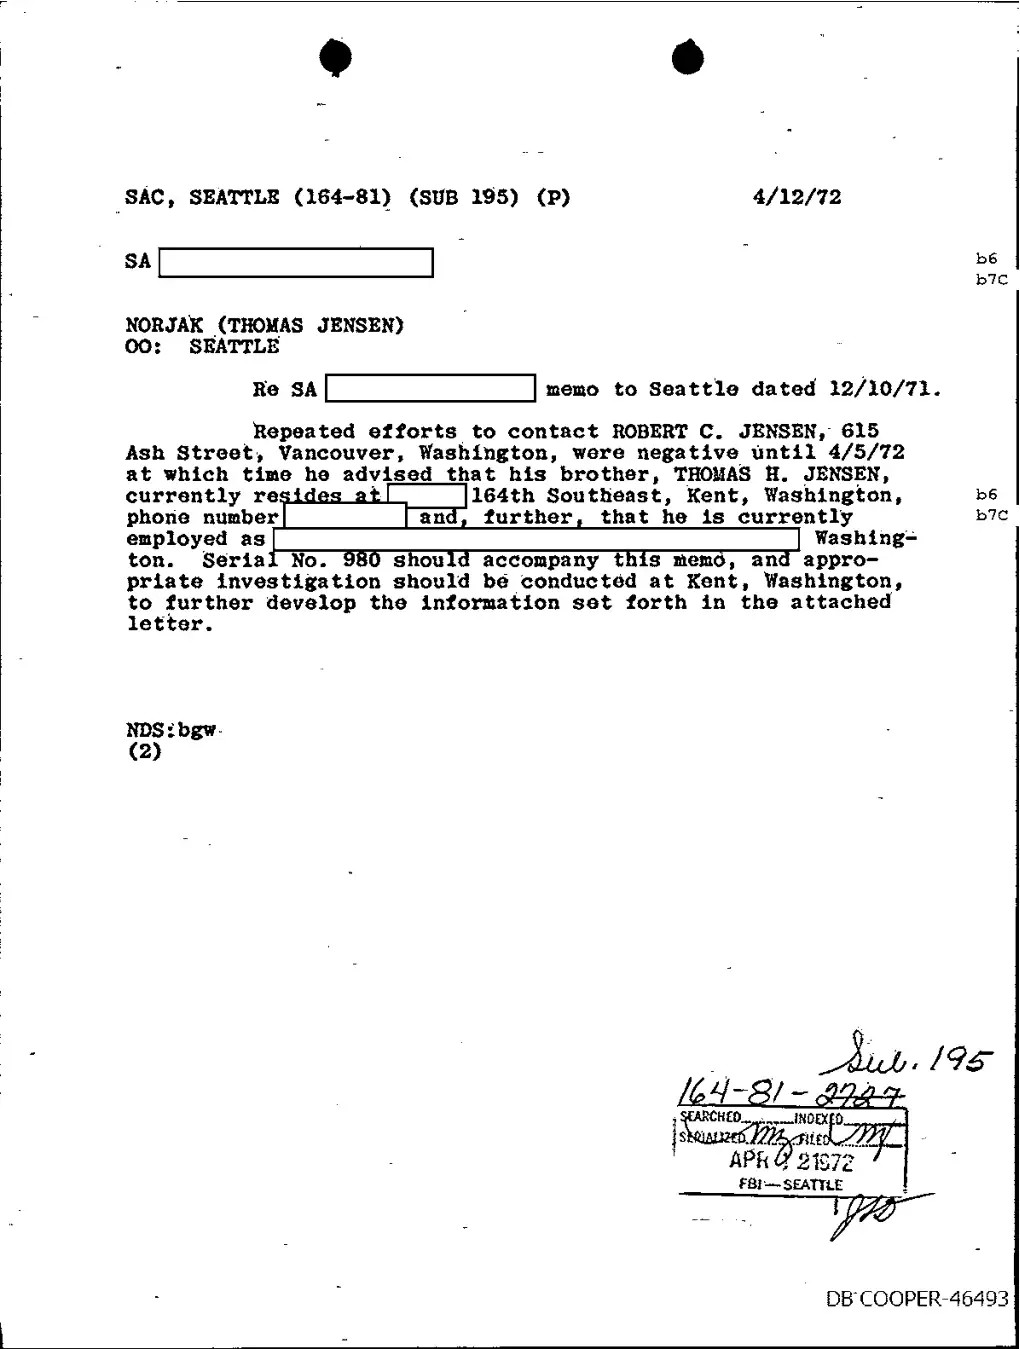 SAC, SEATTLE (164-81) (SUB 195) (P) 4/12/72
SA
b6
b7C
NORJAK (THOMAS JENSEN)
OO: SEATTLE
Re SA memo to Seattle dated 12/10/71.
Repeated efforts to contact ROBERT C. JENSEN, 615
Ash Street, Vancouver, Washington, were negative until 4/5/72
at which time he advised that his brother, THOMAS H. JENSEN,
currently resides at 164th Southeast, Kent, Washington,
phone number and, further, that he is currently
employed as Washing-
ton. Serial No. 980 should accompany this memo, and appro-
priate investigation should be conducted at Kent, Washington,
to further develop the information set forth in the attached
letter.
b6
b7C
NDS:bgw
(2)
Sub. 195
164-81-2727
SEARCHED INDEXED
SERIALIZED FILED
APR 1972
FBI—SEATTLE
DB COOPER-46493